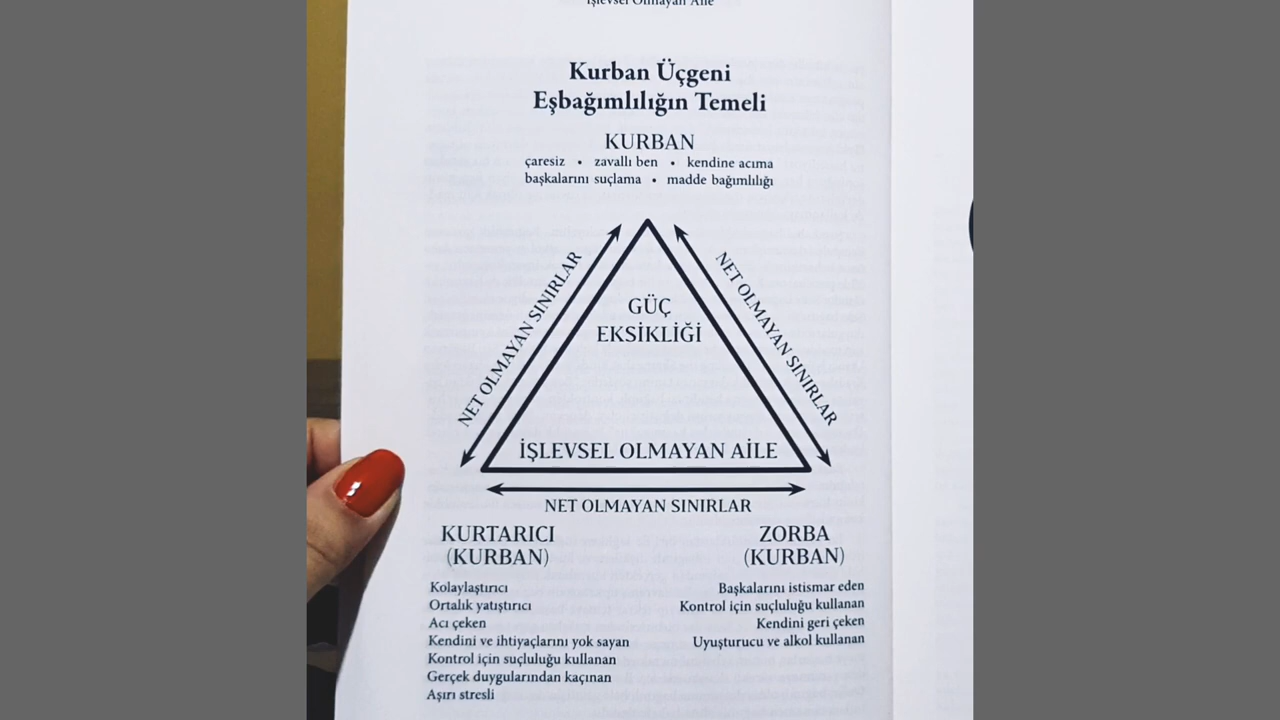 İşlevsel Olmayan Aile
Kurban Üçgeni
Eşbağımlılığın Temeli
KURBAN
çaresiz • zavallı ben • kendine acıma
başkalarını suçlama • madde bağımlılığı
NET OLMAYAN SINIRLAR
NET OLMAYAN SINIRLAR
GÜÇ
EKSİKLİĞİ
İŞLEVSEL OLMAYAN AİLE
NET OLMAYAN SINIRLAR
KURTARICI
(KURBAN)
Kolaylaştırıcı
Ortalık yatıştırıcı
Acı çeken
Kendini ve ihtiyaçlarını yok sayan
Kontrol için suçluluğu kullanan
Gerçek duygularından kaçınan
Aşırı stresli
ZORBA
(KURBAN)
Başkalarını istismar eden
Kontrol için suçluluğu kullanan
Kendini geri çeken
Uyuşturucu ve alkol kullanan